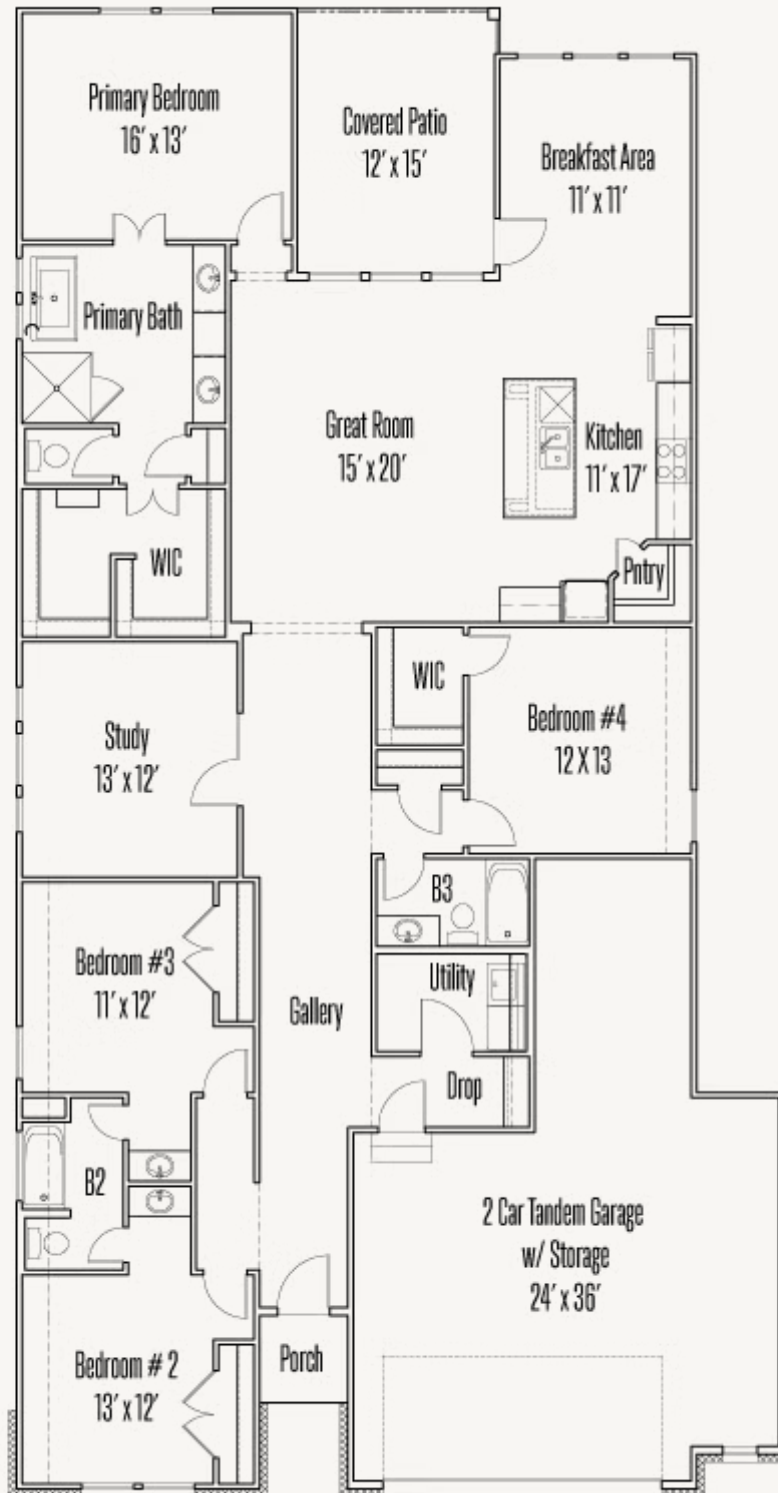 Primary Bedroom
16′ x 13′
Covered Patio
12′ x 15′
Breakfast Area
11′ x 11′
Primary Bath
Great Room
15′ x 20′
Kitchen
11′ x 17′
WIC
Pntry
Study
13′ x 12′
WIC
Bedroom #4
12 X 13
B3
Bedroom #3
11′ x 12′
Utility
Gallery
Drop
B2
2 Car Tandem Garage
w/ Storage
24′ x 36′
Porch
Bedroom # 2
13′ x 12′